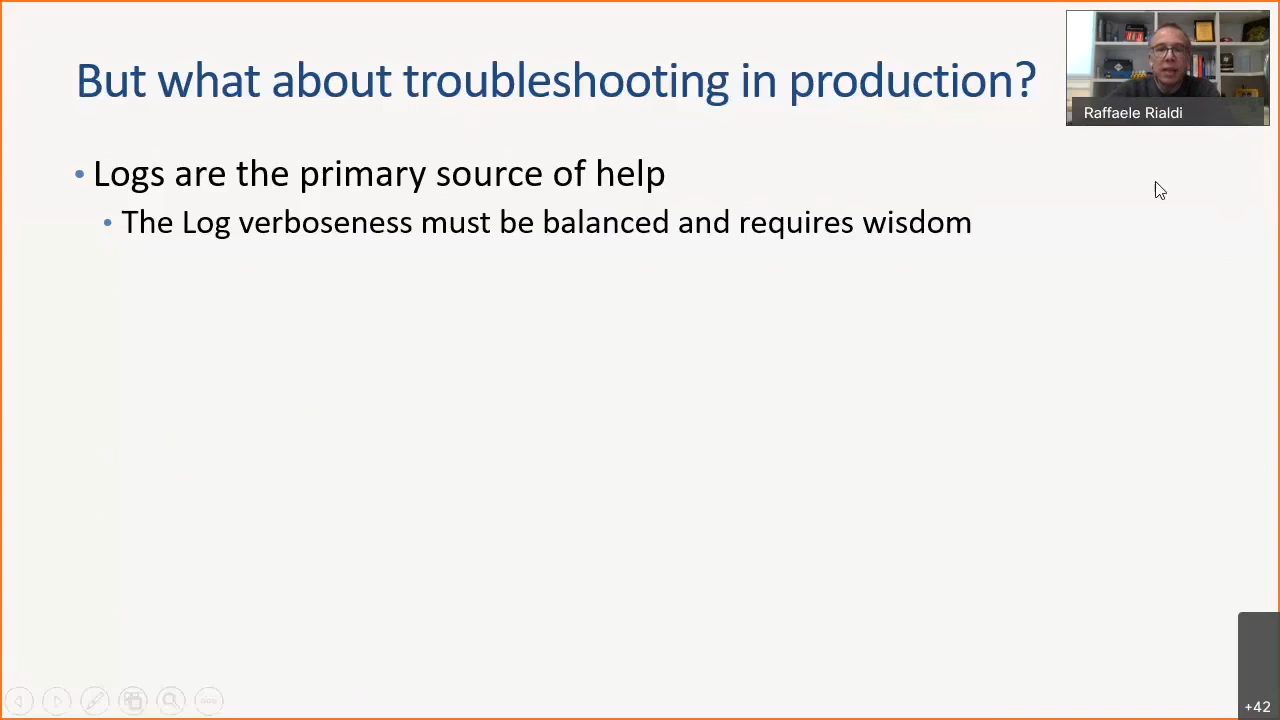 But what about troubleshooting in production?
Raffaele Rialdi
• Logs are the primary source of help
• The Log verboseness must be balanced and requires wisdom
+42